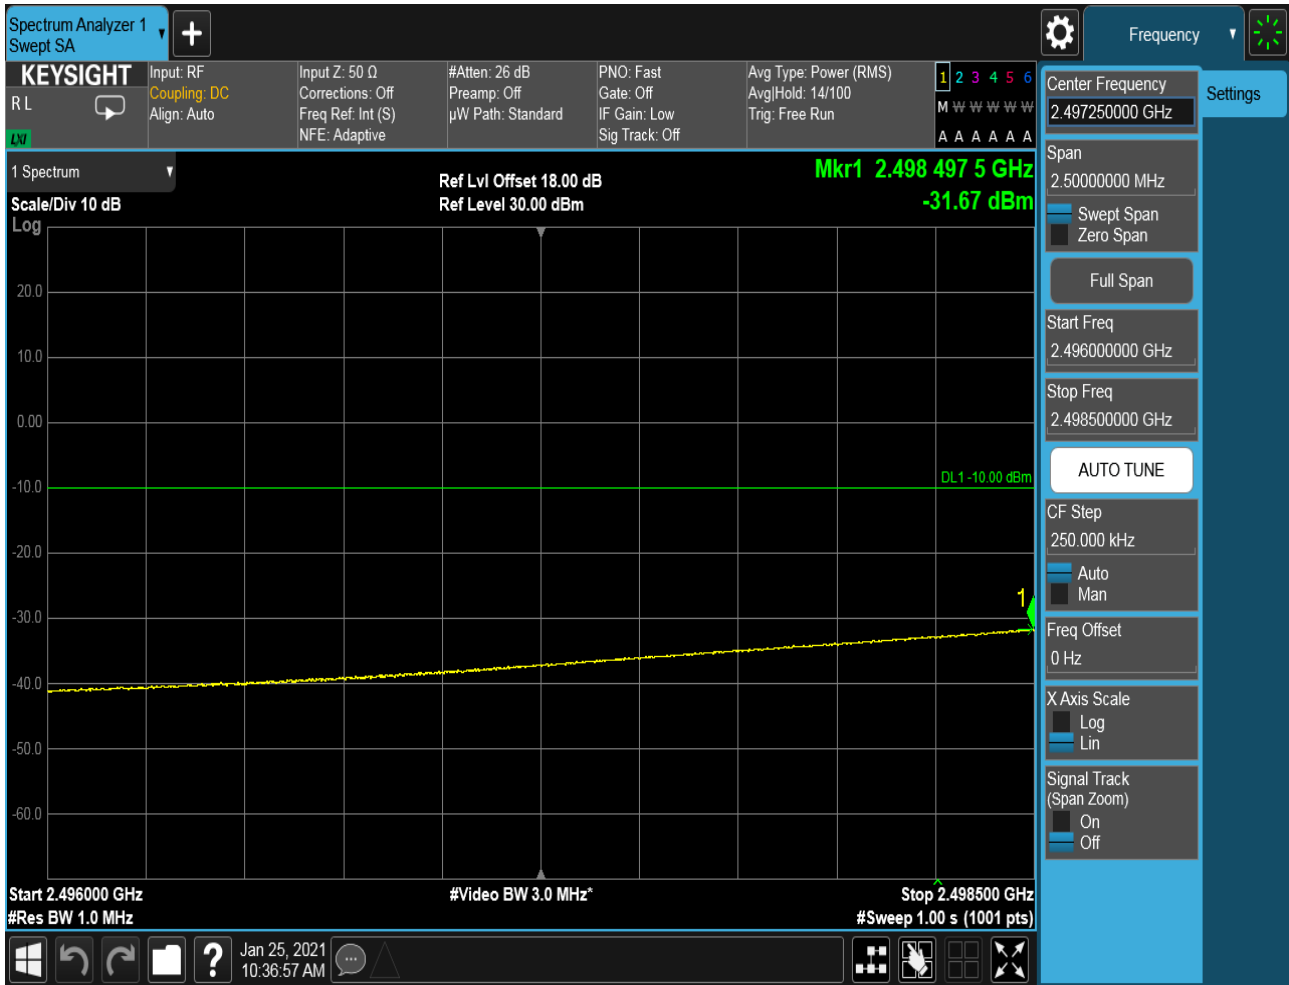 Spectrum Analyzer 1
Swept SA
Frequency
KEYSIGHT
R L
LXI
Input: RF
Coupling: DC
Align: Auto
Input Z: 50 Ω
Corrections: Off
Freq Ref: Int (S)
NFE: Adaptive
#Atten: 26 dB
Preamp: Off
µW Path: Standard
PNO: Fast
Gate: Off
IF Gain: Low
Sig Track: Off
Avg Type: Power (RMS)
Avg|Hold: 14/100
Trig: Free Run
1 2 3 4 5 6
M W W W W W
A A A A A A
1 Spectrum
Scale/Div 10 dB
Log
Ref Lvl Offset 18.00 dB
Ref Level 30.00 dBm
Mkr1 2.498 497 5 GHz
-31.67 dBm
20.0
10.0
0.00
-10.0
-20.0
-30.0
-40.0
-50.0
-60.0
DL1 -10.00 dBm
1
Start 2.496000 GHz
#Res BW 1.0 MHz
#Video BW 3.0 MHz*
Stop 2.498500 GHz
#Sweep 1.00 s (1001 pts)
?
Jan 25, 2021
10:36:57 AM
Center Frequency
2.497250000 GHz
Settings
Span
2.50000000 MHz
Swept Span
Zero Span
Full Span
Start Freq
2.496000000 GHz
Stop Freq
2.498500000 GHz
AUTO TUNE
CF Step
250.000 kHz
Auto
Man
Freq Offset
0 Hz
X Axis Scale
Log
Lin
Signal Track
(Span Zoom)
On
Off